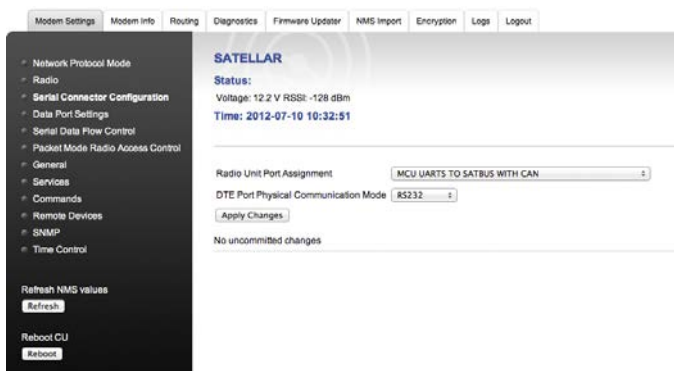 Modem Settings Modem Info Routing Diagnostics Firmware Updater NMS Import Encryption Logs Logout
Network Protocol Mode
Radio
Serial Connector Configuration
Data Port Settings
Serial Data Flow Control
Packet Mode Radio Access Control
General
Services
Commands
Remote Devices
SNMP
Time Control
Refresh NMS values
Refresh
Reboot CU
Reboot
SATELLAR
Status:
Voltage: 12.2 V RSSI: -128 dBm
Time: 2012-07-10 10:32:51
Radio Unit Port Assignment MCU UARTS TO SATBUS WITH CAN
DTE Port Physical Communication Mode RS232
Apply Changes
No uncommitted changes